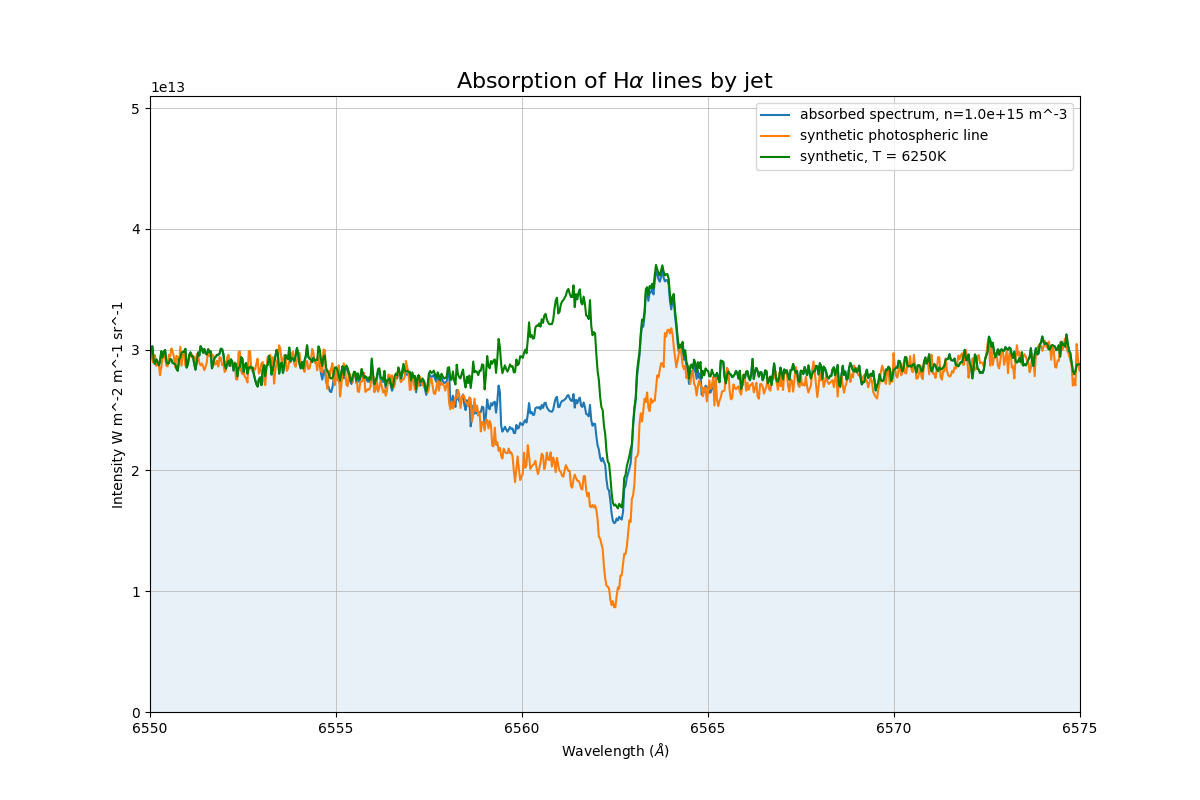 Absorption of Hα lines by jet
1e13
absorbed spectrum, n=1.0e+15 m^-3
synthetic photospheric line
synthetic, T = 6250K
5
4
3
2
1
0
Intensity W m^-2 m^-1 sr^-1
6550 6555 6560 6565 6570 6575
Wavelength (Å)